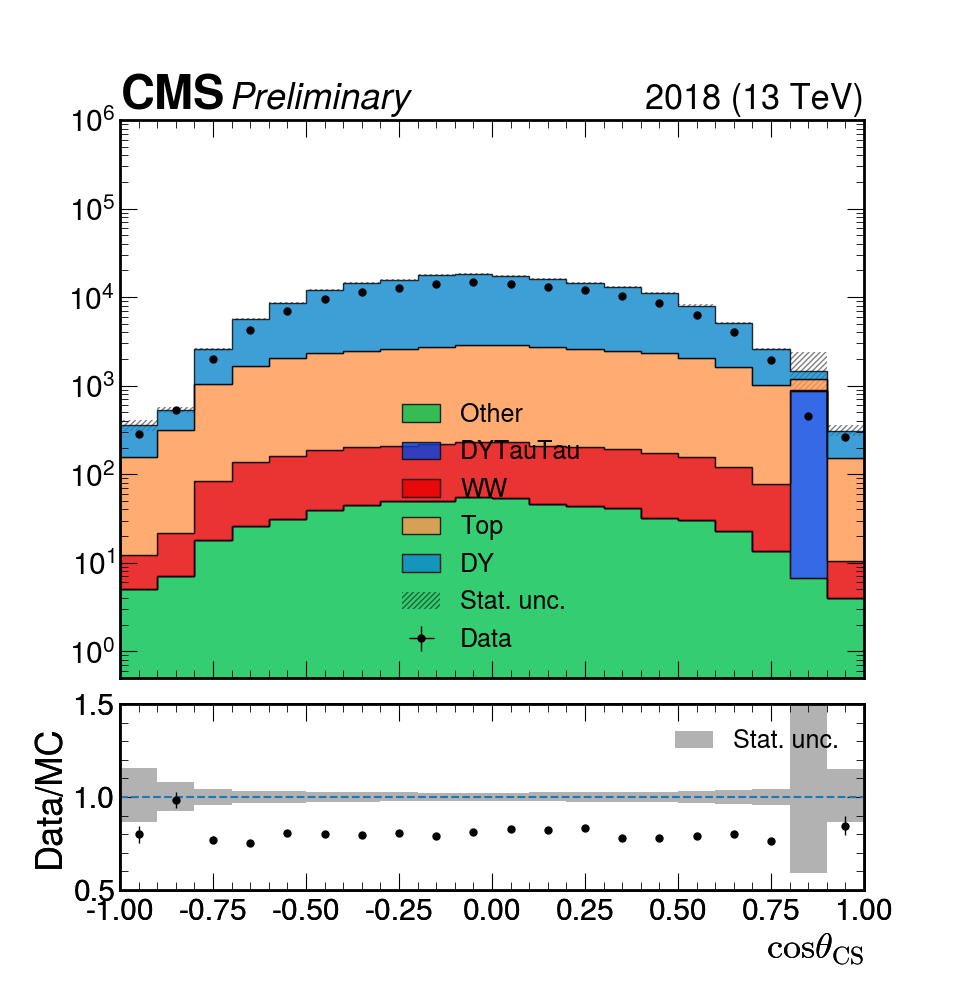 CMS Preliminary 2018 (13 TeV)
10^6
10^5
10^4
10^3
10^2
10^1
10^0
Other
DYTauTau
WW
Top
DY
Stat. unc.
Data
Data/MC
1.5
1.0
0.5
Stat. unc.
-1.00 -0.75 -0.50 -0.25 0.00 0.25 0.50 0.75 1.00
cosθ_CS